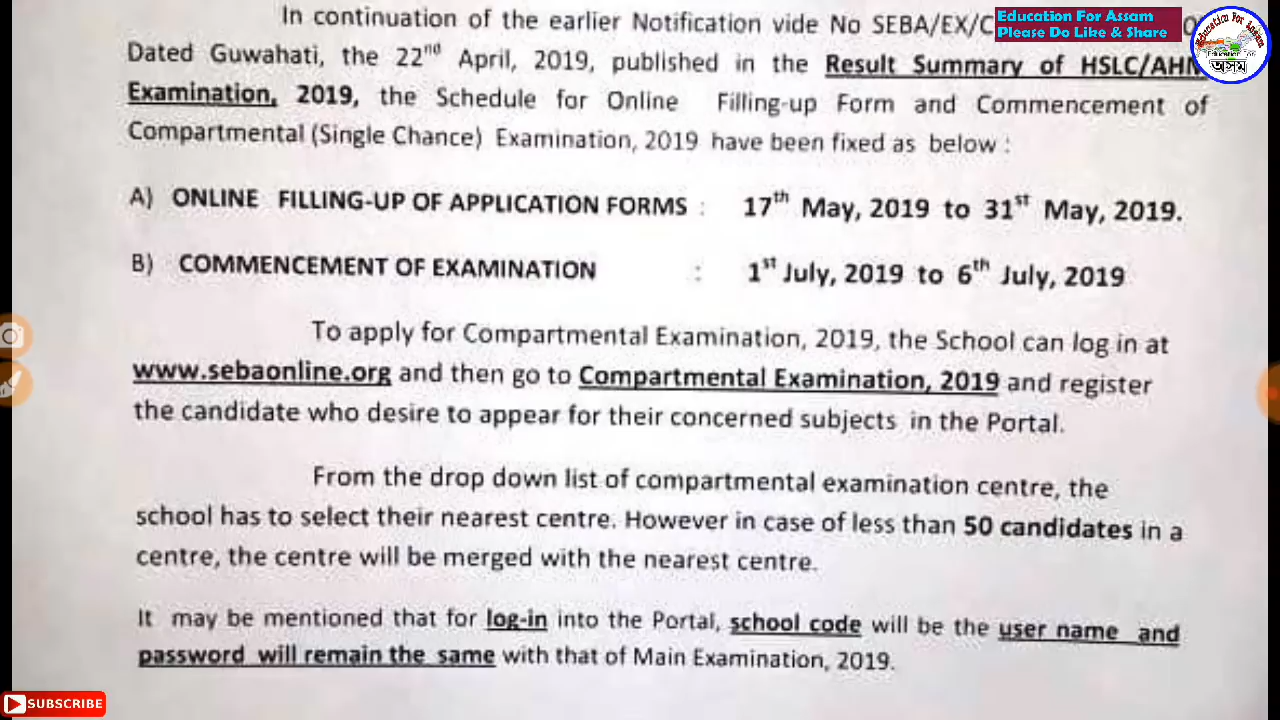 In continuation of the earlier Notification vide No SEBA/EX/C
Dated Guwahati, the 22nd April, 2019, published in the Result Summary of HSLC/AHM
Examination, 2019, the Schedule for Online Filling-up Form and Commencement of
Compartmental (Single Chance) Examination, 2019 have been fixed as below :
A) ONLINE FILLING-UP OF APPLICATION FORMS : 17th May, 2019 to 31st May, 2019.
B) COMMENCEMENT OF EXAMINATION : 1st July, 2019 to 6th July, 2019
To apply for Compartmental Examination, 2019, the School can log in at
www.sebaonline.org and then go to Compartmental Examination, 2019 and register
the candidate who desire to appear for their concerned subjects in the Portal.
From the drop down list of compartmental examination centre, the
school has to select their nearest centre. However in case of less than 50 candidates in a
centre, the centre will be merged with the nearest centre.
It may be mentioned that for log-in into the Portal, school code will be the user name and
password will remain the same with that of Main Examination, 2019.
Education For Assam
Please Do Like & Share
Education For Assam
অসম
SUBSCRIBE